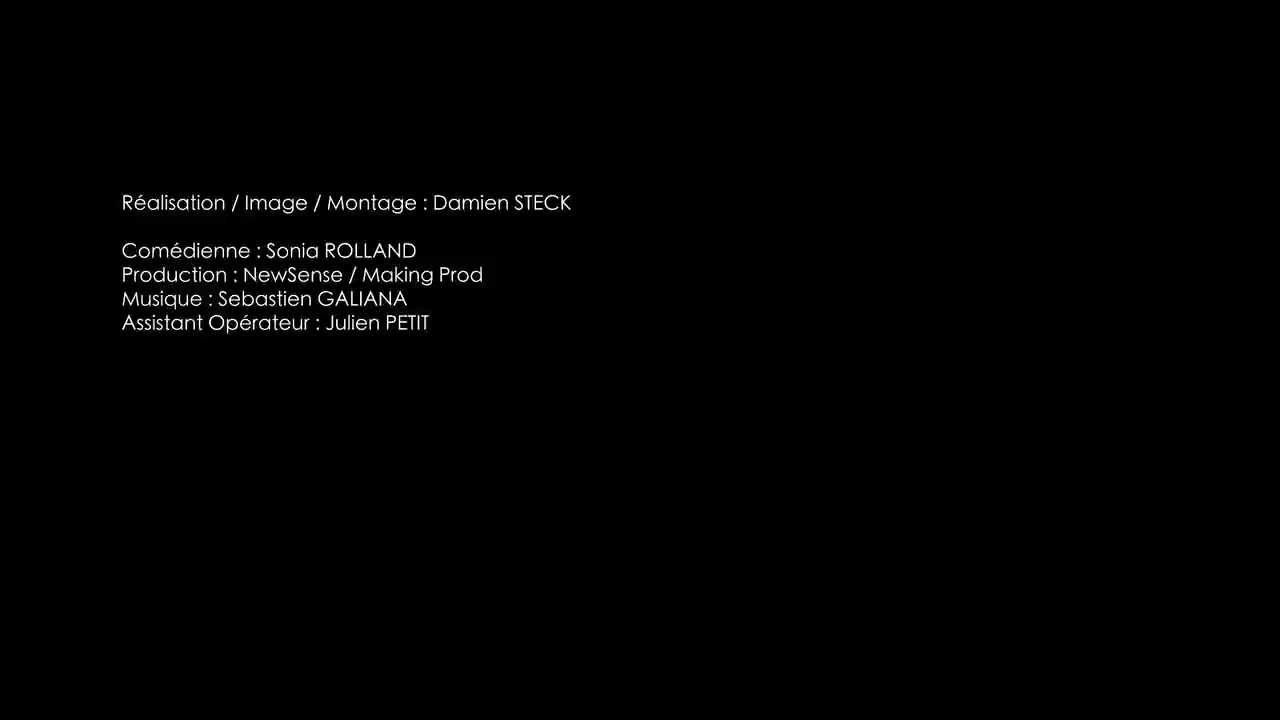 Réalisation / Image / Montage : Damien STECK
Comédienne : Sonia ROLLAND
Production : NewSense / Making Prod
Musique : Sebastien GALIANA
Assistant Opérateur : Julien PETIT